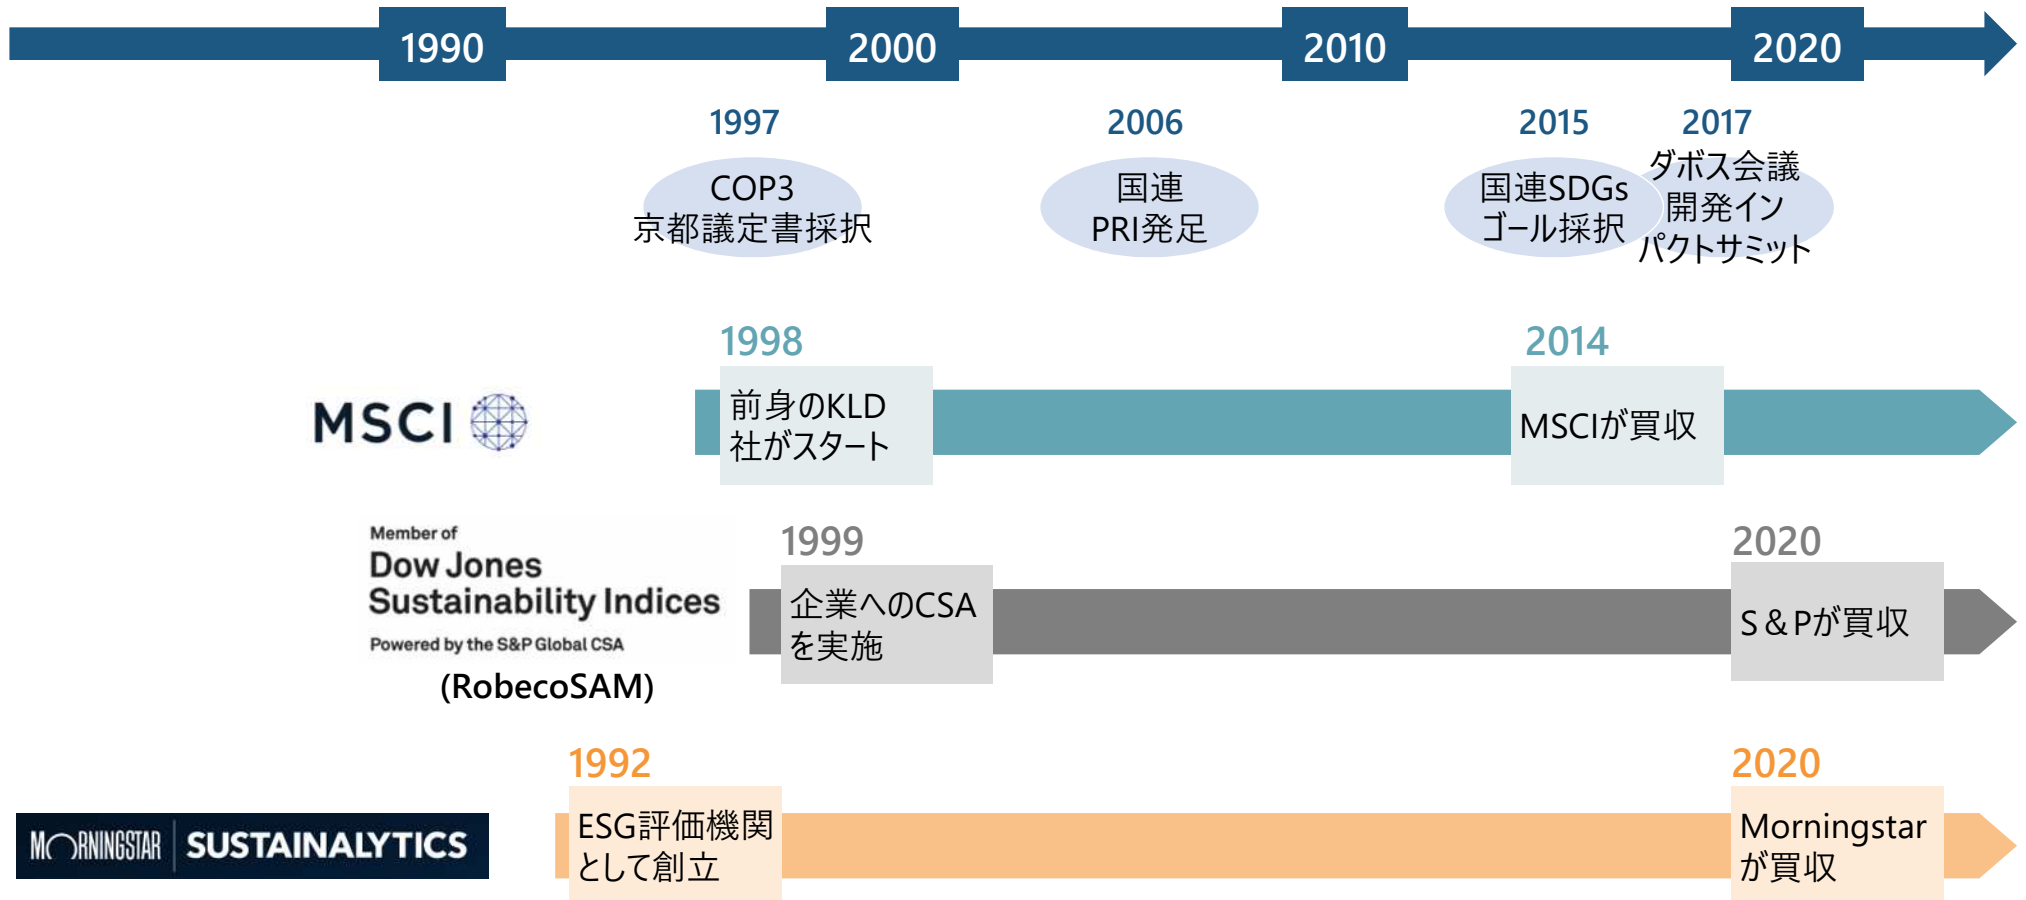 1990
2000
2010
2020
1997
2006
2015
2017
COP3
京都議定書採択
国連
PRI発足
国連SDGs
ゴール採択
ダボス会議
開発イン
パクトサミット
1998
2014
MSCI
前身のKLD
社がスタート
MSCIが買収
Member of
Dow Jones
Sustainability Indices
Powered by the S&P Global CSA
(RobecoSAM)
1999
2020
企業へのCSA
を実施
S＆Pが買収
1992
2020
MORNINGSTAR SUSTAINALYTICS
ESG評価機関
として創立
Morningstar
が買収